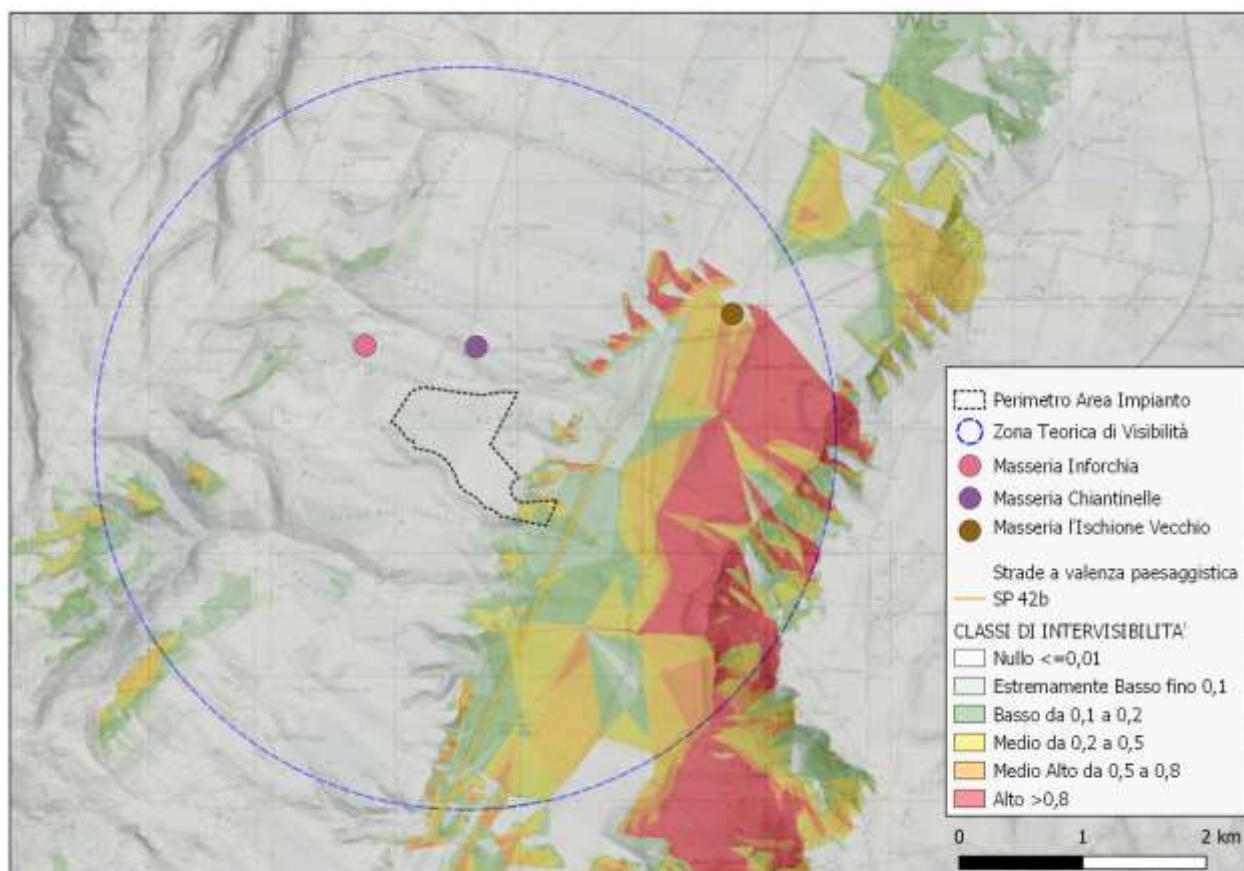 Perimetro Area Impianto
Zona Teorica di Visibilità
Masseria Inforchia
Masseria Chiantinelle
Masseria l'Ischione Vecchio
Strade a valenza paesaggistica
SP 42b
CLASSI DI INTERVISIBILITA'
Nullo <=0,01
Estremamente Basso fino 0,1
Basso da 0,1 a 0,2
Medio da 0,2 a 0,5
Medio Alto da 0,5 a 0,8
Alto >0,8
0 1 2 km